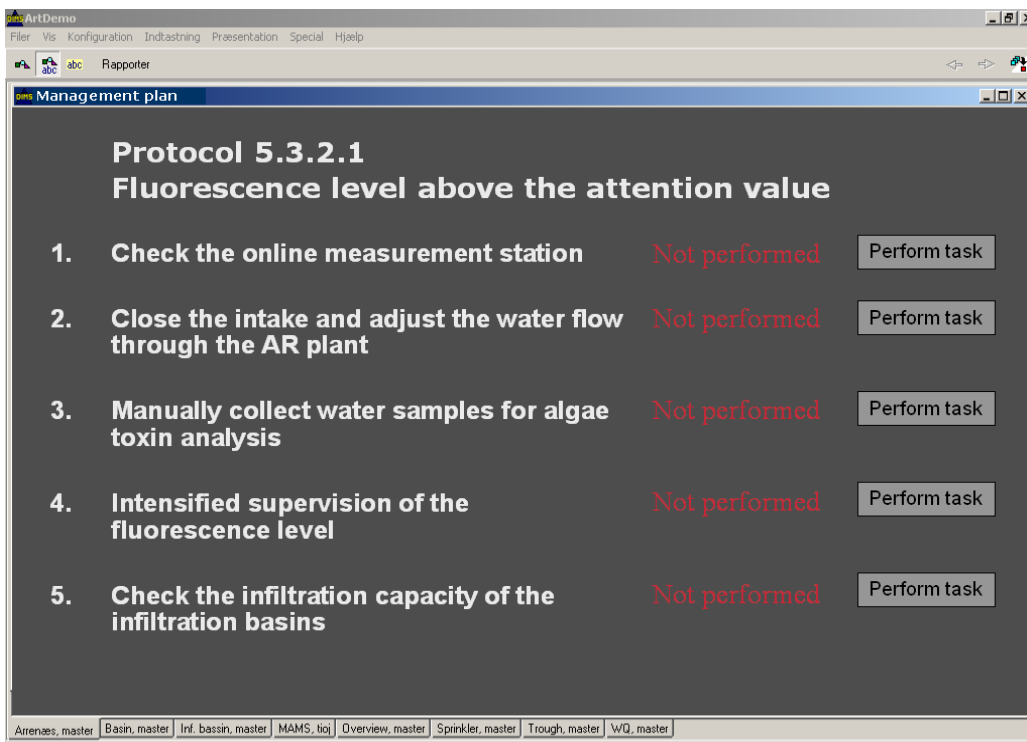 DIMS ArtDemo
Filer Vis Konfiguration Indtastning Præsentation Special Hjælp
abc abc Rapporter
DIMS Management plan
Protocol 5.3.2.1
Fluorescence level above the attention value
1. Check the online measurement station Not performed Perform task
2. Close the intake and adjust the water flow Not performed Perform task
through the AR plant
3. Manually collect water samples for algae Not performed Perform task
toxin analysis
4. Intensified supervision of the Not performed Perform task
fluorescence level
5. Check the infiltration capacity of the Not performed Perform task
infiltration basins
Arrenæs, master Basin, master Inf. bassin, master MAMS, tioj Overview, master Sprinkler, master Trough, master WQ, master